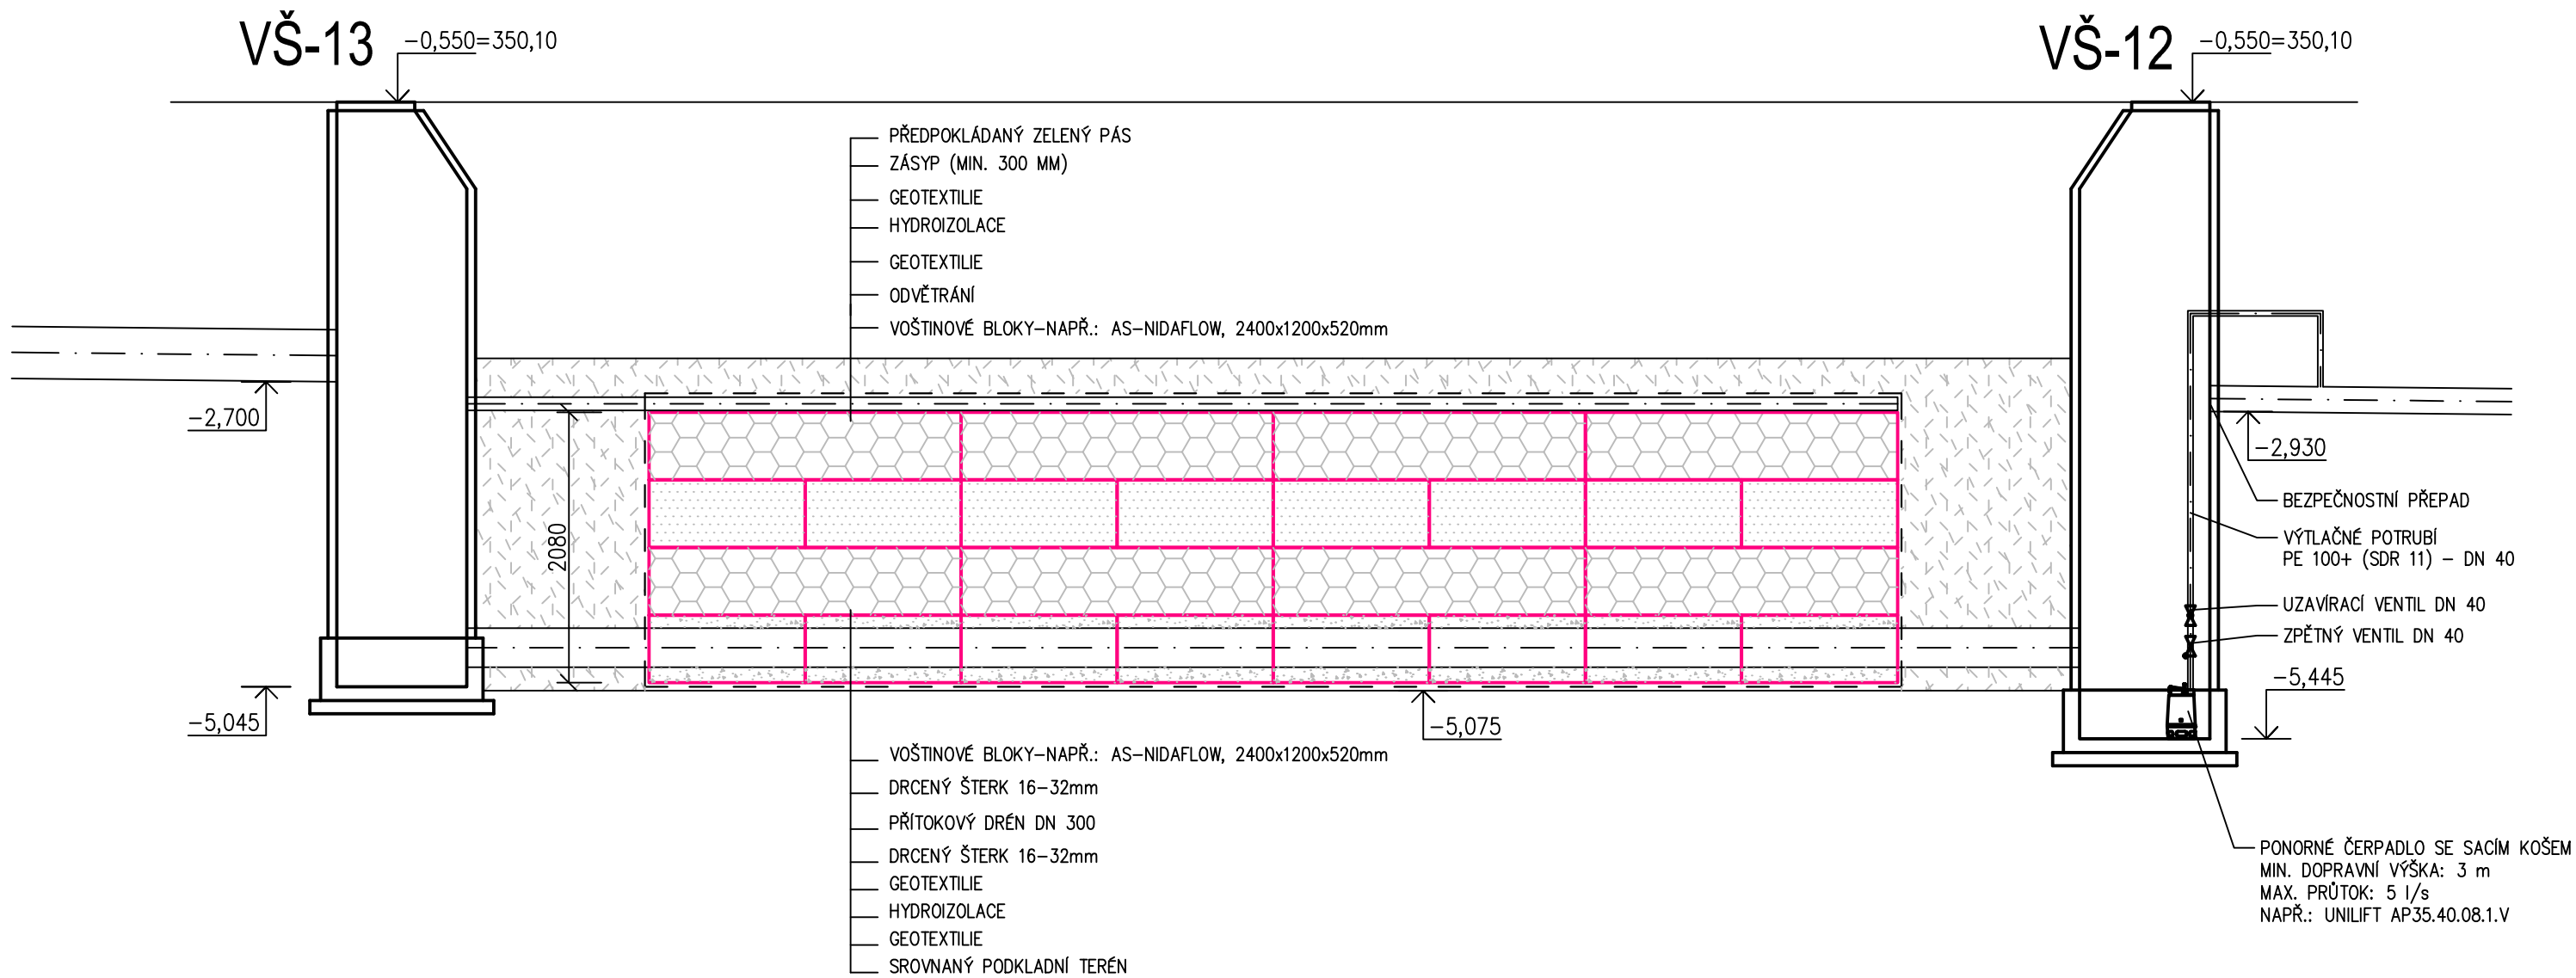 VŠ-13
-0,550=350,10
VŠ-12
-0,550=350,10
PŘEDPOKLÁDANÝ ZELENÝ PÁS
ZÁSYP (MIN. 300 MM)
GEOTEXTILIE
HYDROIZOLACE
GEOTEXTILIE
ODVĚTRÁNÍ
VOŠTINOVÉ BLOKY-NAPŘ.: AS-NIDAFLOW, 2400x1200x520mm
-2,700
2080
-2,930
BEZPEČNOSTNÍ PŘEPAD
VÝTLAČNÉ POTRUBÍ
PE 100+ (SDR 11) - DN 40
UZAVÍRACÍ VENTIL DN 40
ZPĚTNÝ VENTIL DN 40
-5,045
-5,075
-5,445
VOŠTINOVÉ BLOKY-NAPŘ.: AS-NIDAFLOW, 2400x1200x520mm
DRCENÝ ŠTERK 16-32mm
PŘÍTOKOVÝ DRÉN DN 300
DRCENÝ ŠTERK 16-32mm
GEOTEXTILIE
HYDROIZOLACE
GEOTEXTILIE
SROVNANÝ PODKLADNÍ TERÉN
PONORNÉ ČERPADLO SE SACÍM KOŠEM
MIN. DOPRAVNÍ VÝŠKA: 3 m
MAX. PRŮTOK: 5 l/s
NAPŘ.: UNILIFT AP35.40.08.1.V